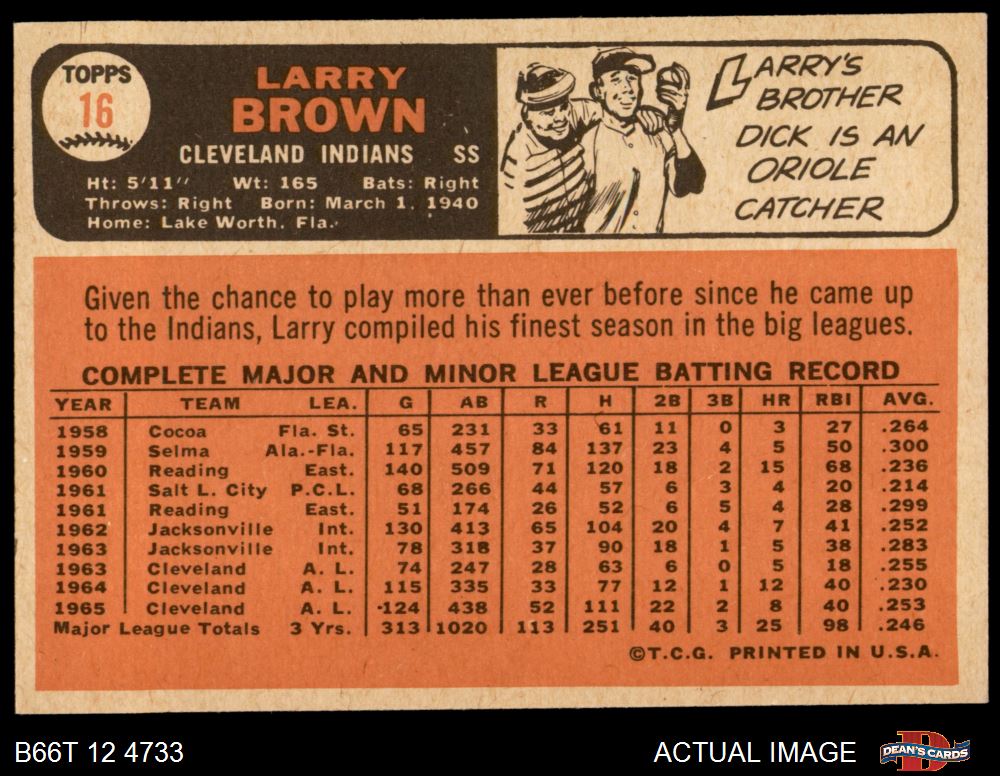 TOPPS
16
LARRY
BROWN
CLEVELAND INDIANS SS
Ht: 5'11" Wt: 165 Bats: Right
Throws: Right Born: March 1, 1940
Home: Lake Worth, Fla.
LARRY'S
BROTHER
DICK IS AN
ORIOLE
CATCHER
Given the chance to play more than ever before since he came up
to the Indians, Larry compiled his finest season in the big leagues.
COMPLETE MAJOR AND MINOR LEAGUE BATTING RECORD
YEAR TEAM LEA. G AB R H 2B 3B HR RBI AVG.
1958 Cocoa Fla. St. 65 231 33 61 11 0 3 27 .264
1959 Selma Ala.-Fla. 117 457 84 137 23 4 5 50 .300
1960 Reading East. 140 509 71 120 18 2 15 68 .236
1961 Salt L. City P.C.L. 68 266 44 57 6 3 4 20 .214
1961 Reading East. 51 174 26 52 6 5 4 28 .299
1962 Jacksonville Int. 130 413 65 104 20 4 7 41 .252
1963 Jacksonville Int. 78 318 37 90 18 1 5 38 .283
1963 Cleveland A. L. 74 247 28 63 6 0 5 18 .255
1964 Cleveland A. L. 115 335 33 77 12 1 12 40 .230
1965 Cleveland A. L. 124 438 52 111 22 2 8 40 .253
Major League Totals 3 Yrs. 313 1020 113 251 40 3 25 98 .246
©T.C.G. PRINTED IN U.S.A.
B66T 12 4733
ACTUAL IMAGE
D
DEAN'S CARDS